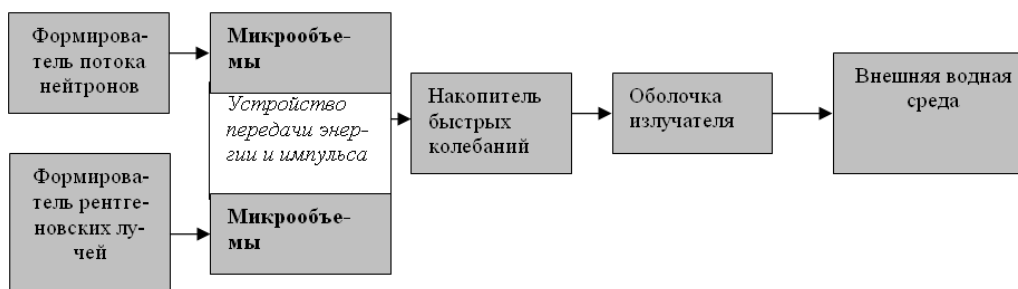 Формирова-
тель потока
нейтронов
Микрообъе-
мы
Устройство
передачи энер-
гии и импульса
Микрообъе-
мы
Формирова-
тель рентге-
новских лу-
чей
Накопитель
быстрых
колебаний
Оболочка
излучателя
Внешняя водная
среда